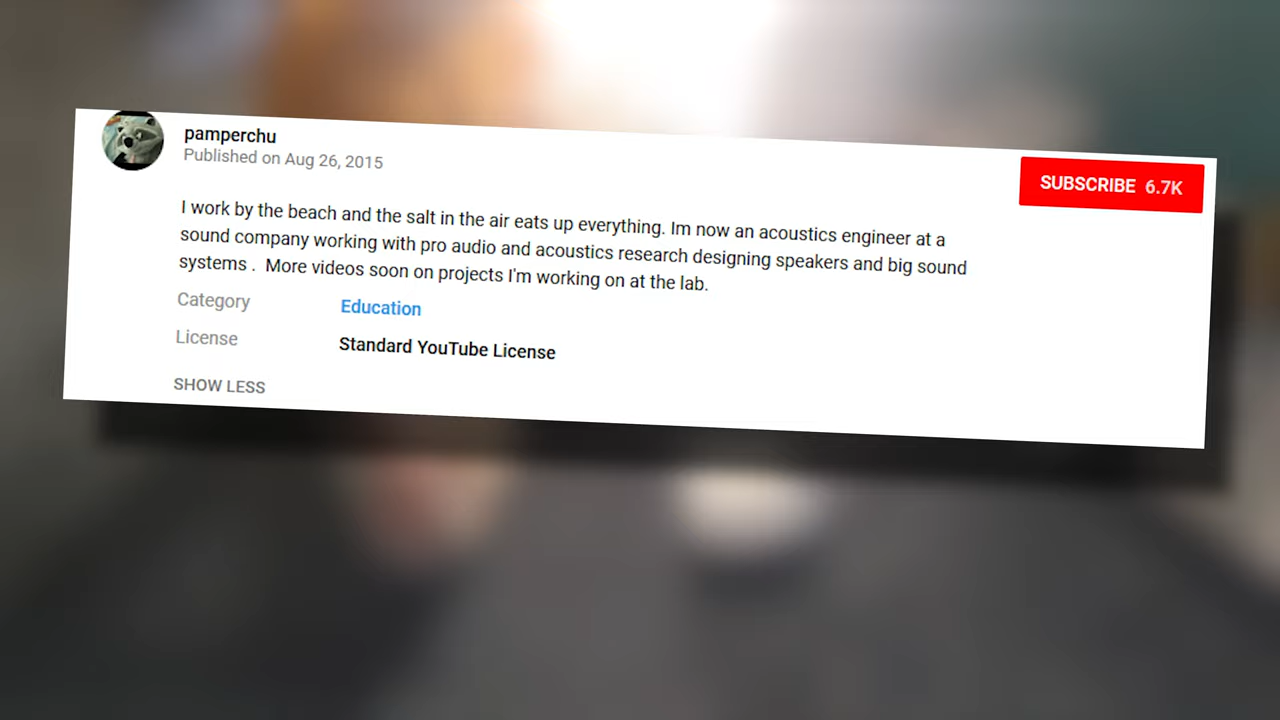 pamperchu
Published on Aug 26, 2015
SUBSCRIBE 6.7K
I work by the beach and the salt in the air eats up everything. Im now an acoustics engineer at a
sound company working with pro audio and acoustics research designing speakers and big sound
systems .  More videos soon on projects I'm working on at the lab.
Category Education
License Standard YouTube License
SHOW LESS